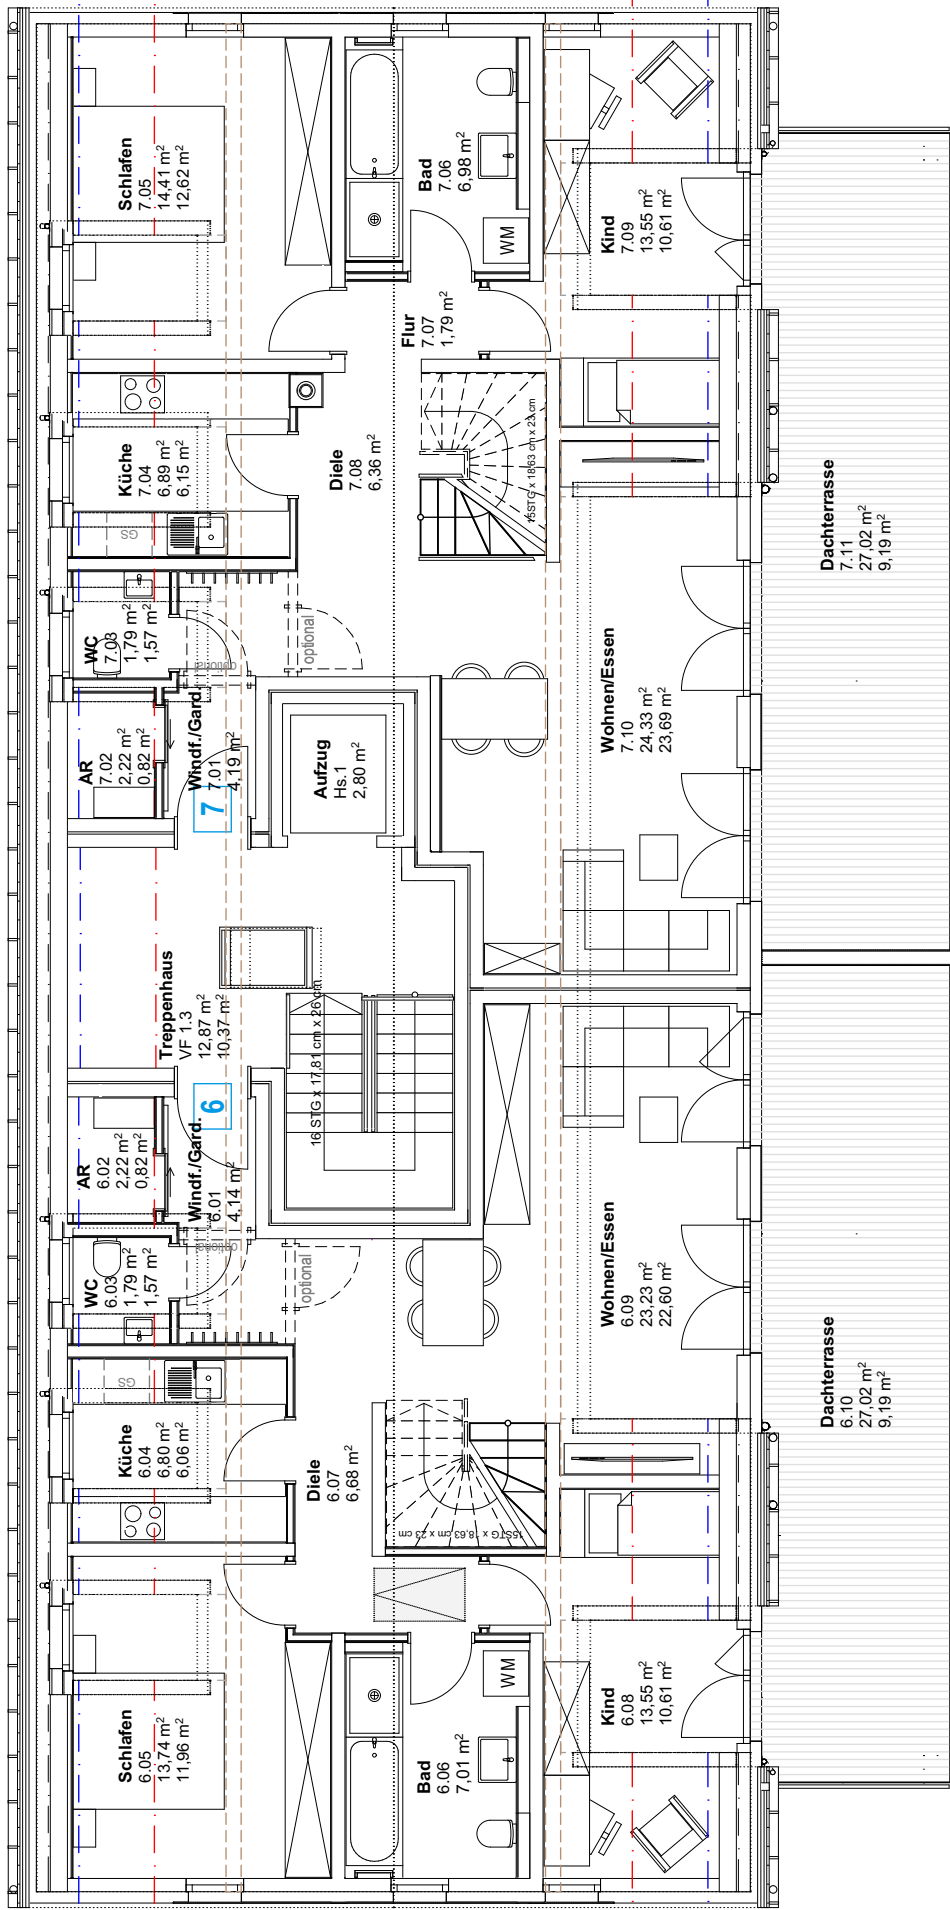 Schlafen
7.05
14,41 m²
12,62 m²
Bad
7.06
6,98 m²
WM
Kind
7.09
13,55 m²
10,61 m²
Flur
7.07
1,79 m²
Küche
7.04
6,89 m²
6,15 m²
GS
Diele
7.08
6,36 m²
15STG x 18,63 cm x 23 cm
WC
7.03
1,79 m²
1,57 m²
optional
optional
AR
7.02
2,22 m²
0,82 m²
Windf./Gard.
7.01
4,19 m²
7
Aufzug
Hs.1
2,80 m²
Wohnen/Essen
7.10
24,33 m²
23,69 m²
Dachterrasse
7.11
27,02 m²
9,19 m²
Treppenhaus
VF 1.3
12,87 m²
10,37 m²
16 STG x 17,81 cm x 26 cm
6
AR
6.02
2,22 m²
0,82 m²
Windf./Gard.
6.01
4,14 m²
WC
6.03
1,79 m²
1,57 m²
optional
optional
Wohnen/Essen
6.09
23,23 m²
22,60 m²
Dachterrasse
6.10
27,02 m²
9,19 m²
Küche
6.04
6,80 m²
6,06 m²
GS
Diele
6.07
6,68 m²
15STG x 18,63 cm x 23 cm
Schlafen
6.05
13,74 m²
11,96 m²
Bad
6.06
7,01 m²
WM
Kind
6.08
13,55 m²
10,61 m²